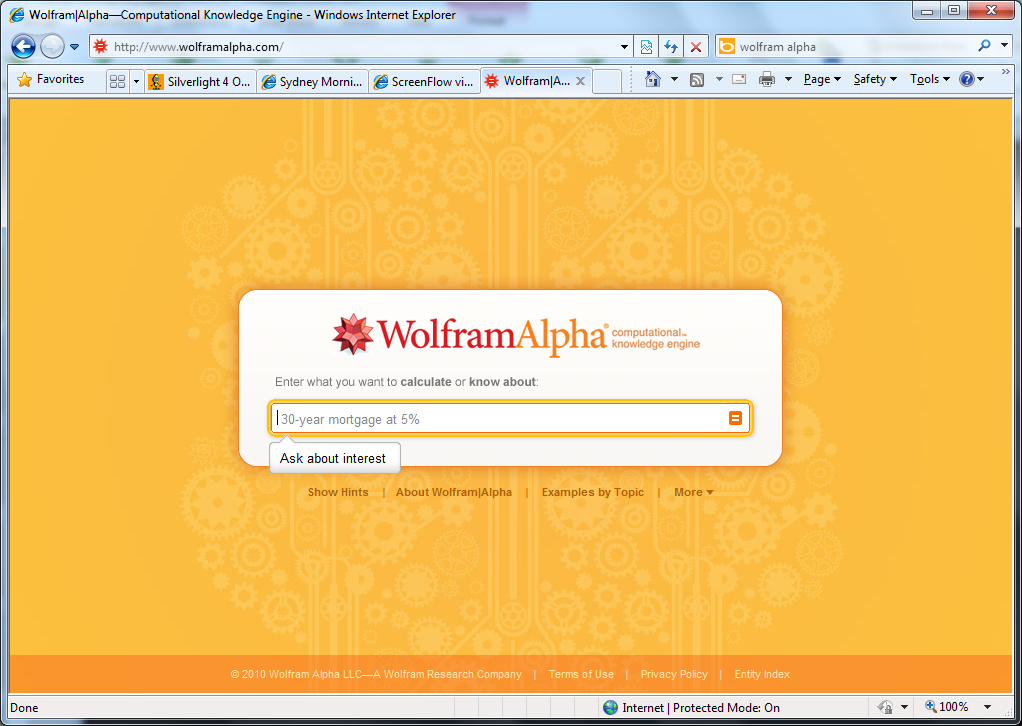 Wolfram|Alpha—Computational Knowledge Engine - Windows Internet Explorer
http://www.wolframalpha.com/
wolfram alpha
Favorites
Silverlight 4 O...
Sydney Mornin...
ScreenFlow vi...
Wolfram|A...
Page
Safety
Tools
WolframAlpha® computational™ knowledge engine
Enter what you want to calculate or know about:
30-year mortgage at 5%
Ask about interest
Show Hints | About Wolfram|Alpha | Examples by Topic | More
© 2010 Wolfram Alpha LLC—A Wolfram Research Company | Terms of Use | Privacy Policy | Entity Index
Done
Internet | Protected Mode: On
100%